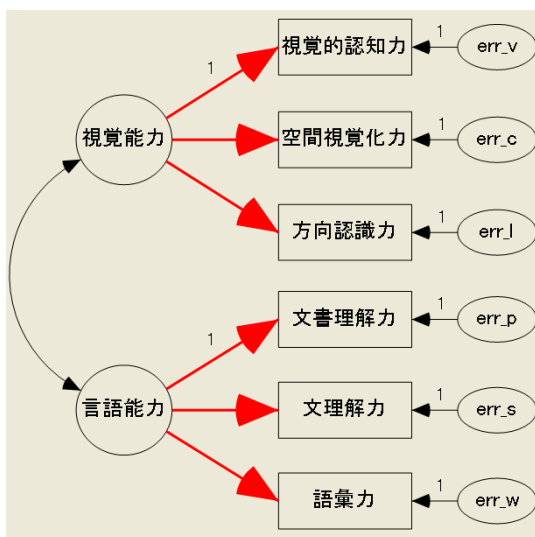 1 視覚的認知力 1 err_v
視覚能力 空間視覚化力 1 err_c
方向認識力 1 err_l
1 文書理解力 1 err_p
言語能力 文理解力 1 err_s
語彙力 1 err_w